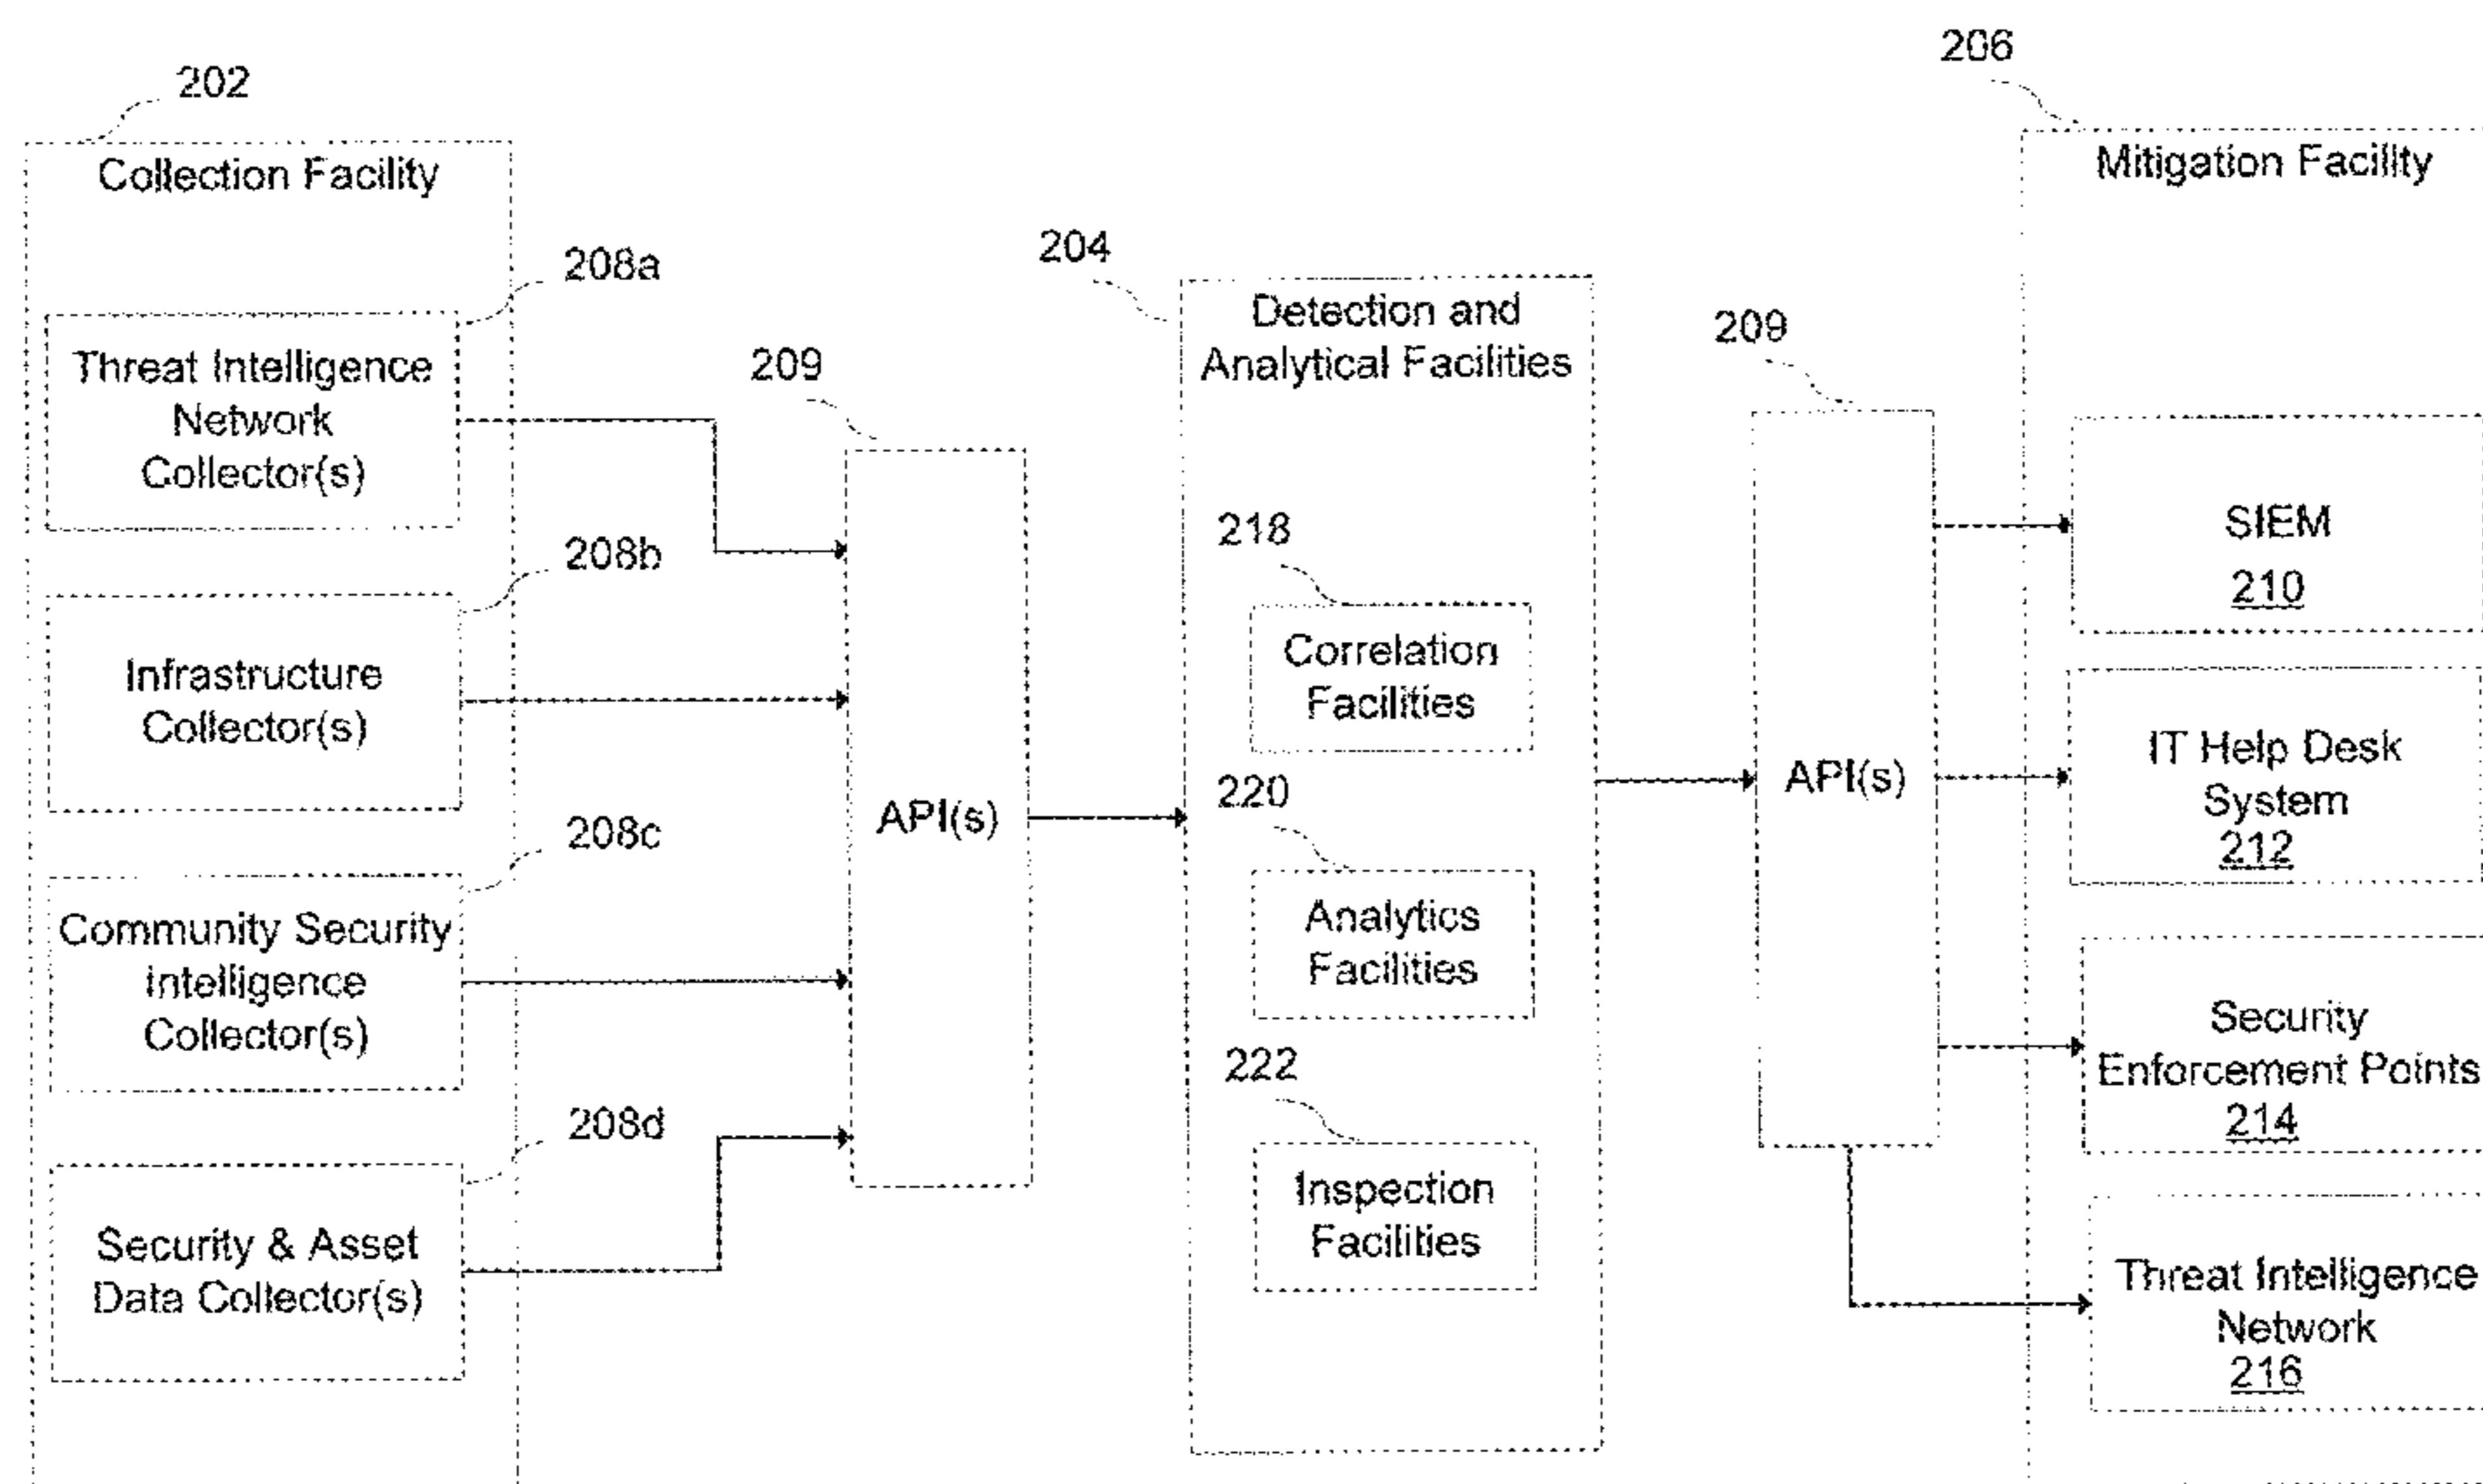 202
Collection Facility
208a
Threat Intelligence
Network
Collector(s)
208b
Infrastructure
Collector(s)
208c
Community Security
Intelligence
Collector(s)
208d
Security & Asset
Data Collector(s)
209
API(s)
204
Detection and
Analytical Facilities
218
Correlation
Facilities
220
Analytics
Facilities
222
Inspection
Facilities
209
API(s)
206
Mitigation Facility
SIEM
210
IT Help Desk
System
212
Security
Enforcement Points
214
Threat Intelligence
Network
216